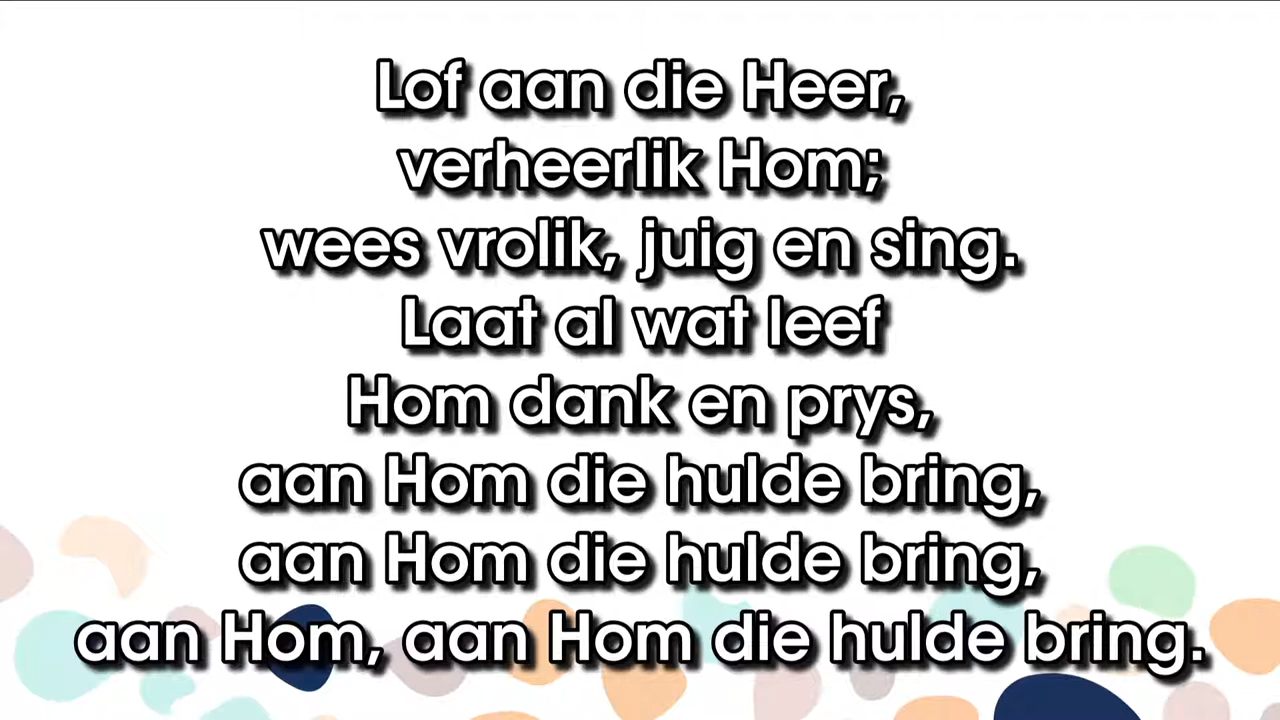 Lof aan die Heer,
verheerlik Hom;
wees vrolik, juig en sing.
Laat al wat leef
Hom dank en prys,
aan Hom die hulde bring,
aan Hom die hulde bring,
aan Hom, aan Hom die hulde bring.